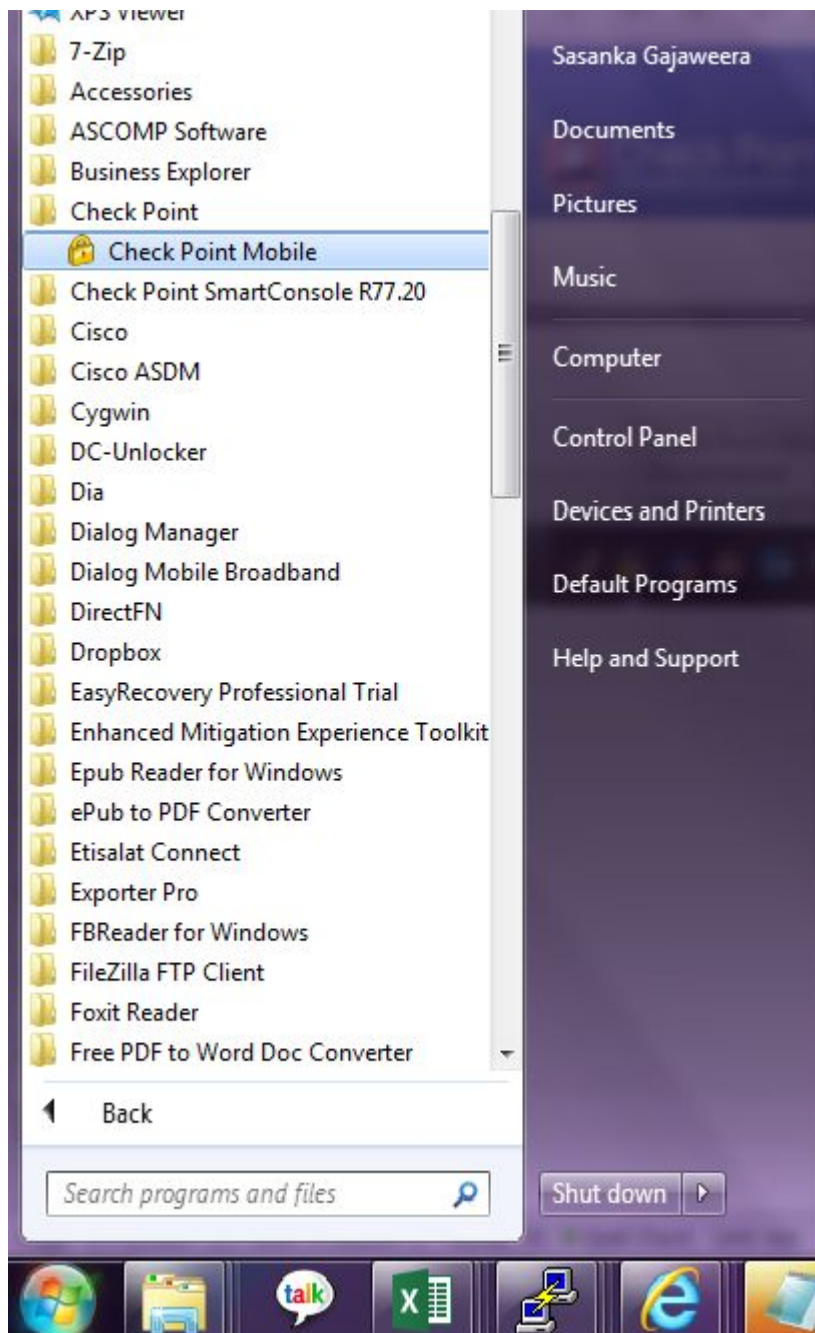 XPS Viewer
7-Zip
Accessories
ASCOMP Software
Business Explorer
Check Point
Check Point Mobile
Check Point SmartConsole R77.20
Cisco
Cisco ASDM
Cygwin
DC-Unlocker
Dia
Dialog Manager
Dialog Mobile Broadband
DirectFN
Dropbox
EasyRecovery Professional Trial
Enhanced Mitigation Experience Toolkit
Epub Reader for Windows
ePub to PDF Converter
Etisalat Connect
Exporter Pro
FBReader for Windows
FileZilla FTP Client
Foxit Reader
Free PDF to Word Doc Converter
Back
Search programs and files
Sasanka Gajaweera
Documents
Pictures
Music
Computer
Control Panel
Devices and Printers
Default Programs
Help and Support
Shut down
talk